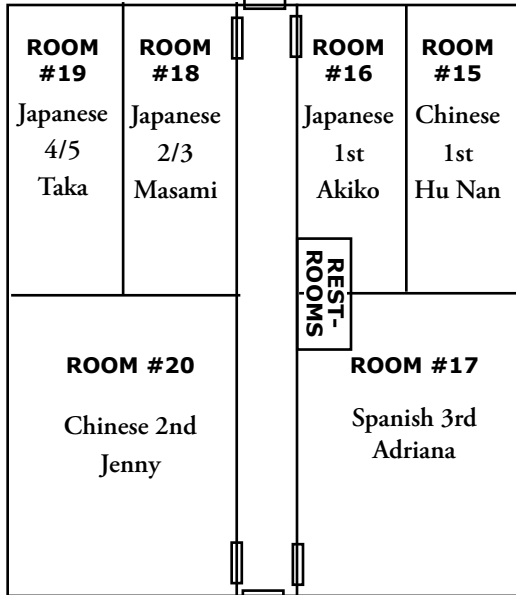 ROOM
#19
Japanese
4/5
Taka
ROOM
#18
Japanese
2/3
Masami
ROOM
#16
Japanese
1st
Akiko
ROOM
#15
Chinese
1st
Hu Nan
REST-
ROOMS
ROOM #20
Chinese 2nd
Jenny
ROOM #17
Spanish 3rd
Adriana